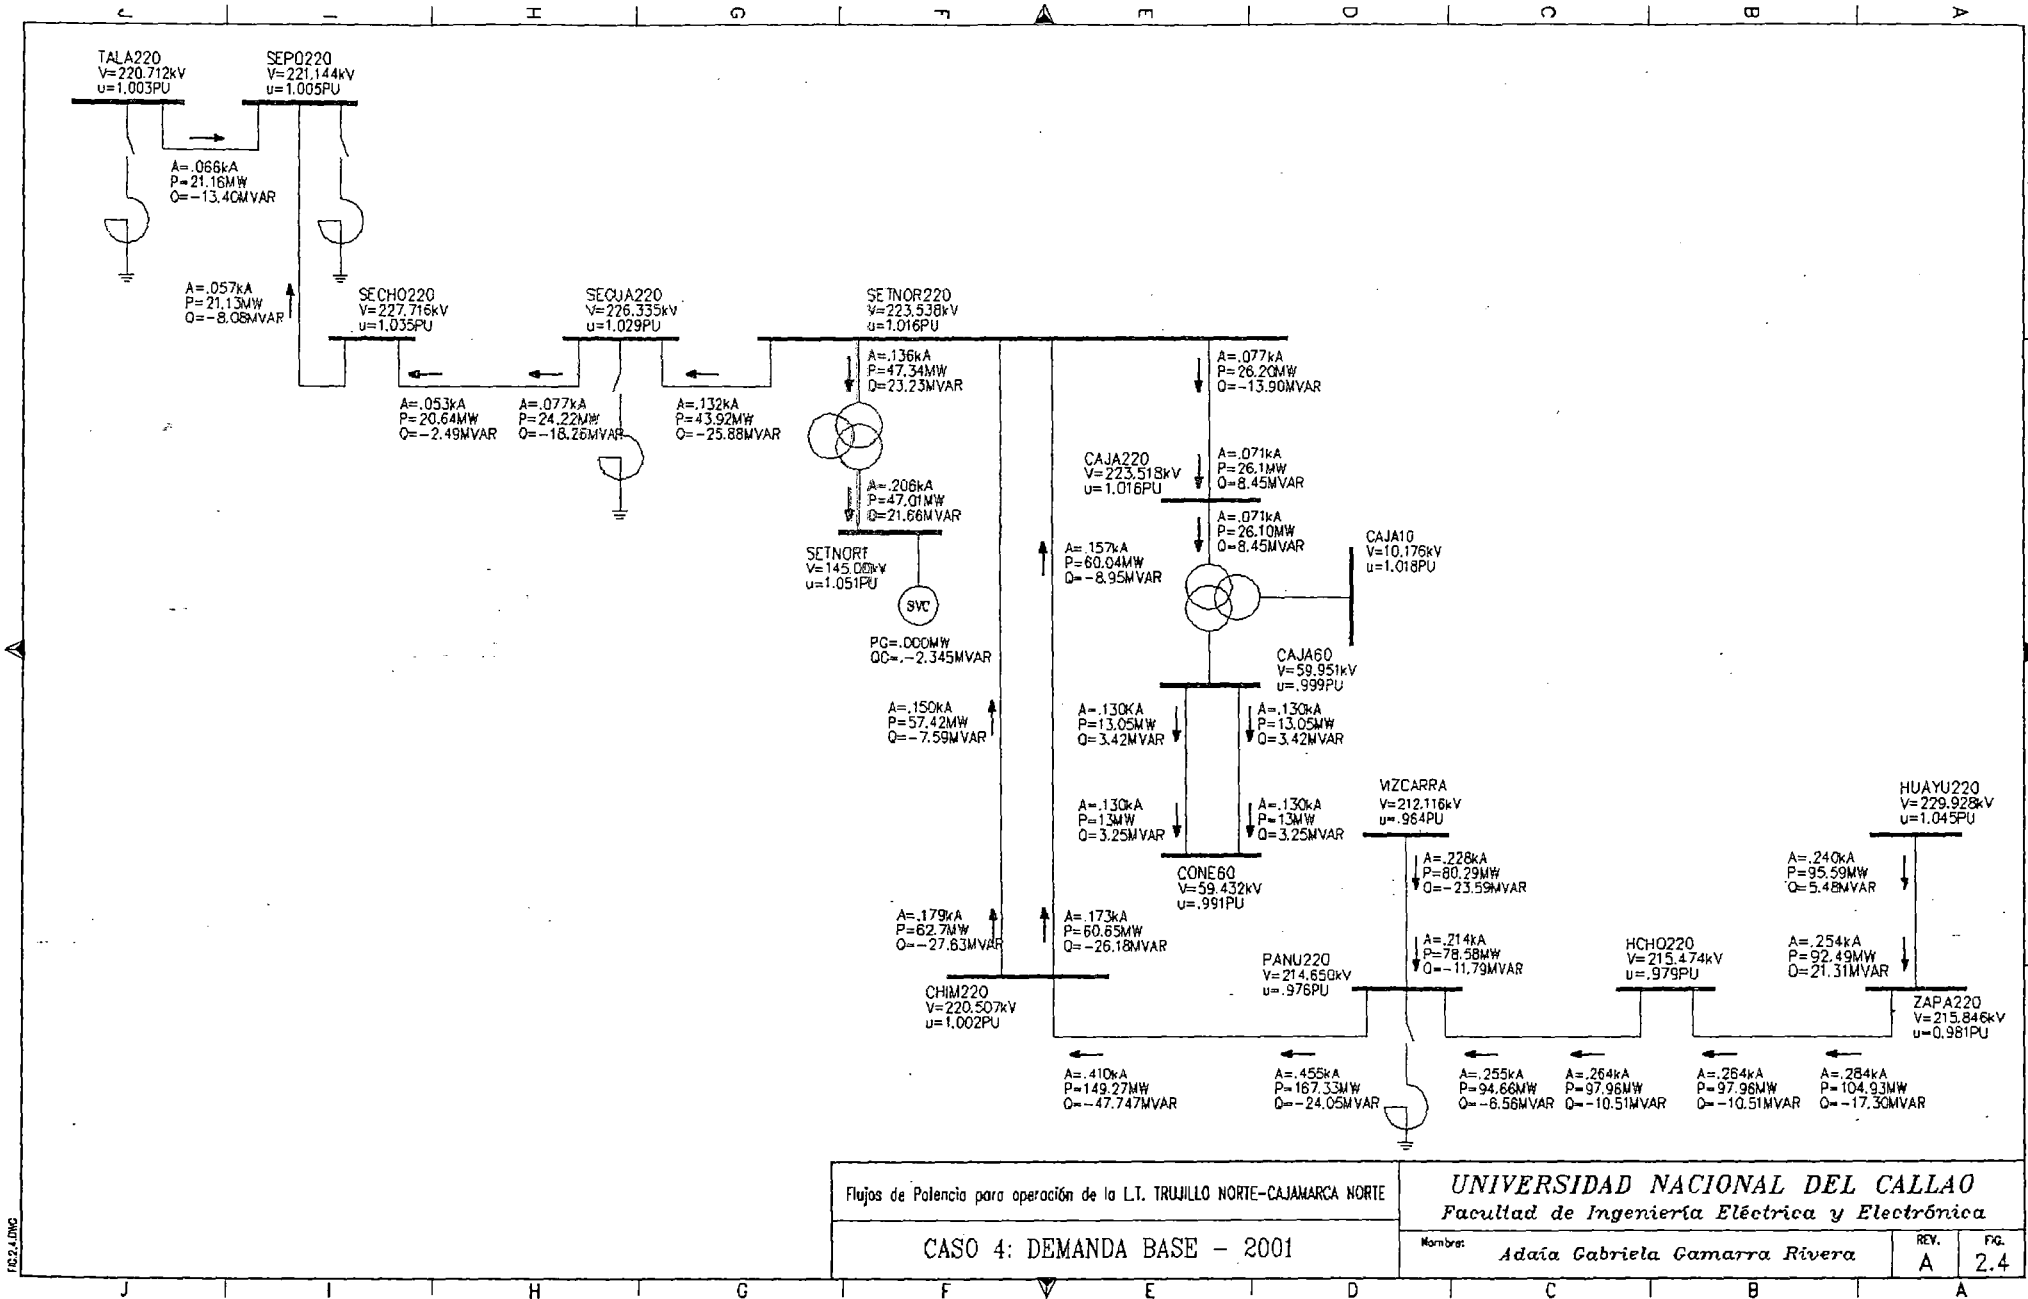 J I H G F E D C B A
TALA220
V=220.712kV
u=1.003PU
SEPO220
V=221.144kV
u=1.005PU
A=.066kA
P=21.16MW
Q=-13.40MVAR
A=.057kA
P=21.13MW
Q=-8.08MVAR
SECHO220
V=227.716kV
u=1.035PU
SEGUA220
V=226.335kV
u=1.029PU
SETNOR220
V=223.538kV
u=1.016PU
A=.053kA
P=20.64MW
Q=-2.49MVAR
A=.077kA
P=24.22MW
Q=-18.26MVAR
A=.132kA
P=43.92MW
Q=-25.88MVAR
A=.136kA
P=47.34MW
Q=23.23MVAR
A=.077kA
P=26.20MW
Q=-13.90MVAR
CAJA220
V=223.518kV
u=1.016PU
A=.071kA
P=26.1MW
Q=8.45MVAR
A=.206kA
P=47.01MW
Q=21.66MVAR
A=.071kA
P=26.10MW
Q=8.45MVAR
SETNORT
V=145.00kV
u=1.051PU
SVC
PG=.000MW
QC=.-2.345MVAR
A=.157kA
P=60.04MW
Q=-8.95MVAR
CAJA10
V=10.176kV
u=1.018PU
CAJA60
V=59.951kV
u=.999PU
A=.150kA
P=57.42MW
Q=-7.59MVAR
A=.130KA
P=13.05MW
Q=3.42MVAR
A=.130kA
P=13.05MW
Q=3.42MVAR
A=.130kA
P=13MW
Q=3.25MVAR
A=.130kA
P=13MW
Q=3.25MVAR
CONE60
V=59.432kV
u=.991PU
VIZCARRA
V=212.116kV
u=.964PU
HUAYU220
V=229.928kV
u=1.045PU
A=.228kA
P=80.29MW
Q=-23.59MVAR
A=.240kA
P=95.59MW
Q=5.48MVAR
A=.179kA
P=62.7MW
Q=-27.63MVAR
A=.173kA
P=60.65MW
Q=-26.18MVAR
A=.214kA
P=78.58MW
Q=-11.79MVAR
A=.254kA
P=92.49MW
Q=21.31MVAR
CHIM220
V=220.507kV
u=1.002PU
PANU220
V=214.650kV
u=.976PU
HCHO220
V=215.474kV
u=.979PU
ZAPA220
V=215.846kV
u=0.981PU
A=.410kA
P=149.27MW
Q=-47.747MVAR
A=.455kA
P=167.33MW
Q=-24.05MVAR
A=.255kA
P=94.66MW
Q=-6.56MVAR
A=.264kA
P=97.96MW
Q=-10.51MVAR
A=.264kA
P=97.96MW
Q=-10.51MVAR
A=.284kA
P=104.93MW
Q=-17.30MVAR
Flujos de Potencia para operación de la L.T. TRUJILLO NORTE-CAJAMARCA NORTE
CASO 4: DEMANDA BASE - 2001
UNIVERSIDAD NACIONAL DEL CALLAO
Facultad de Ingeniería Eléctrica y Electrónica
Nombre: Adaía Gabriela Gamarra Rivera
REV.
A
FIG.
2.4
FIG2.4.DWG
J I H G F E D C B A